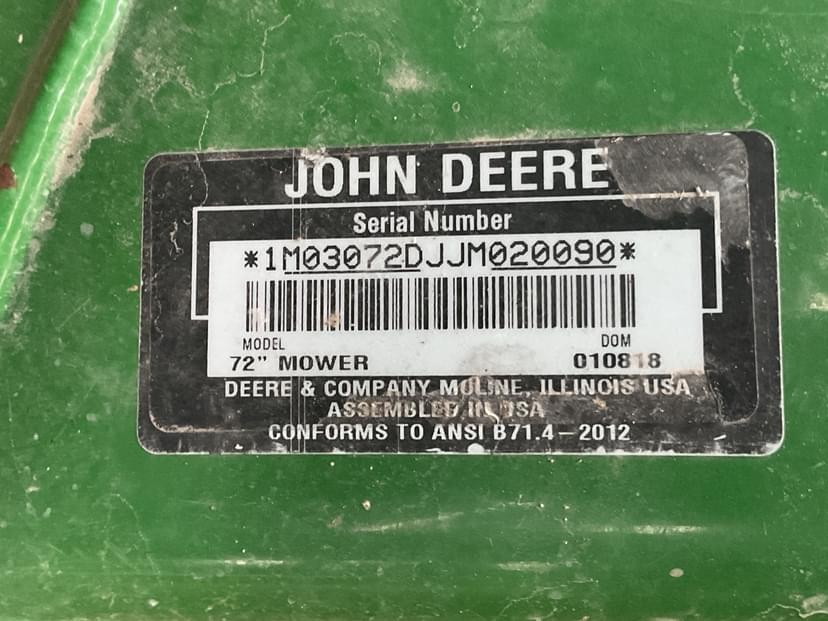 JOHN DEERE
Serial Number
*1M03072DJJM020090*
MODEL
DOM
72" MOWER
010818
DEERE & COMPANY MOLINE, ILLINOIS USA
ASSEMBLED IN USA
CONFORMS TO ANSI B71.4-2012